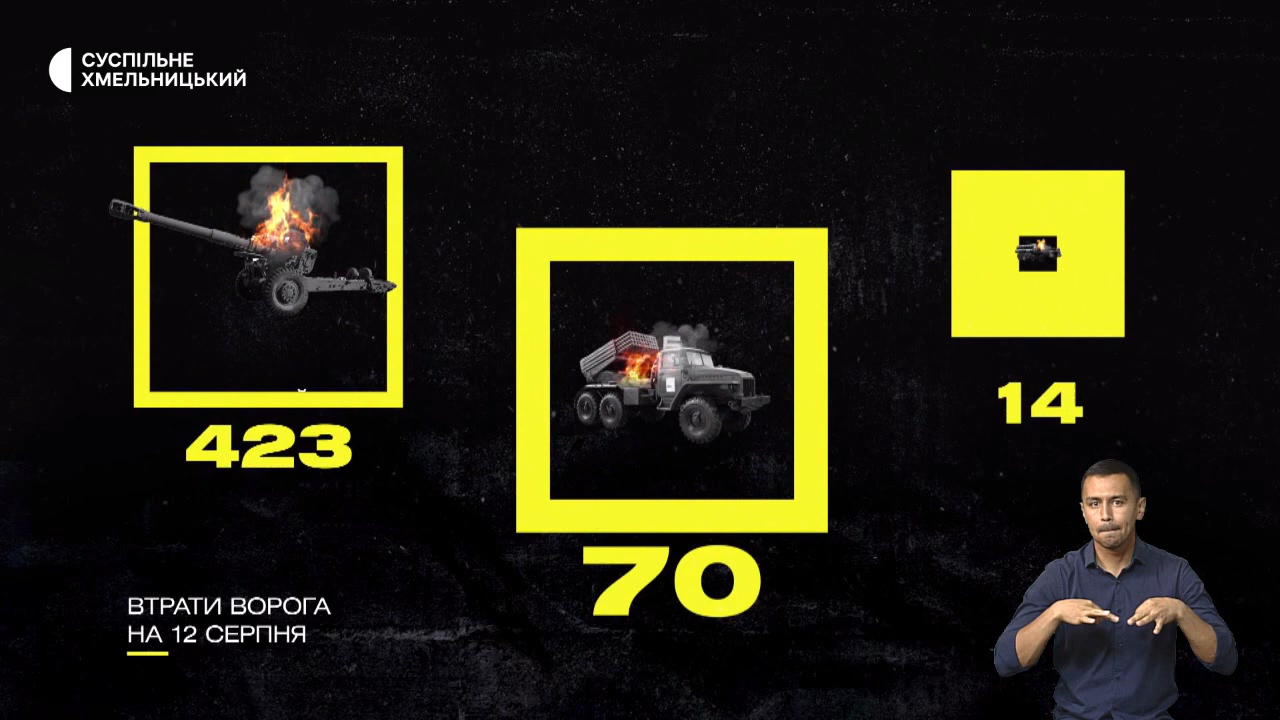 СУСПІЛЬНЕ
ХМЕЛЬНИЦЬКИЙ
423
70
14
ВТРАТИ ВОРОГА
НА 12 СЕРПНЯ